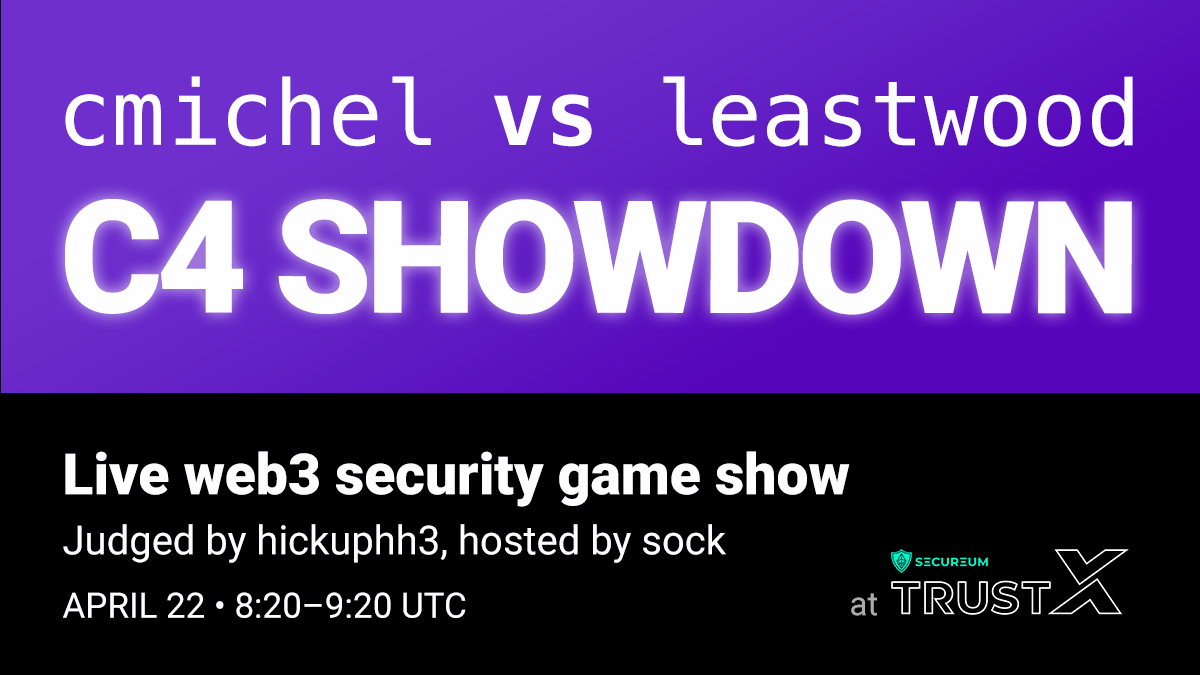 cmichel vs leastwood
C4 SHOWDOWN
Live web3 security game show
Judged by hickuphh3, hosted by sock
APRIL 22 • 8:20–9:20 UTC
SECUREUM
at TRUSTX